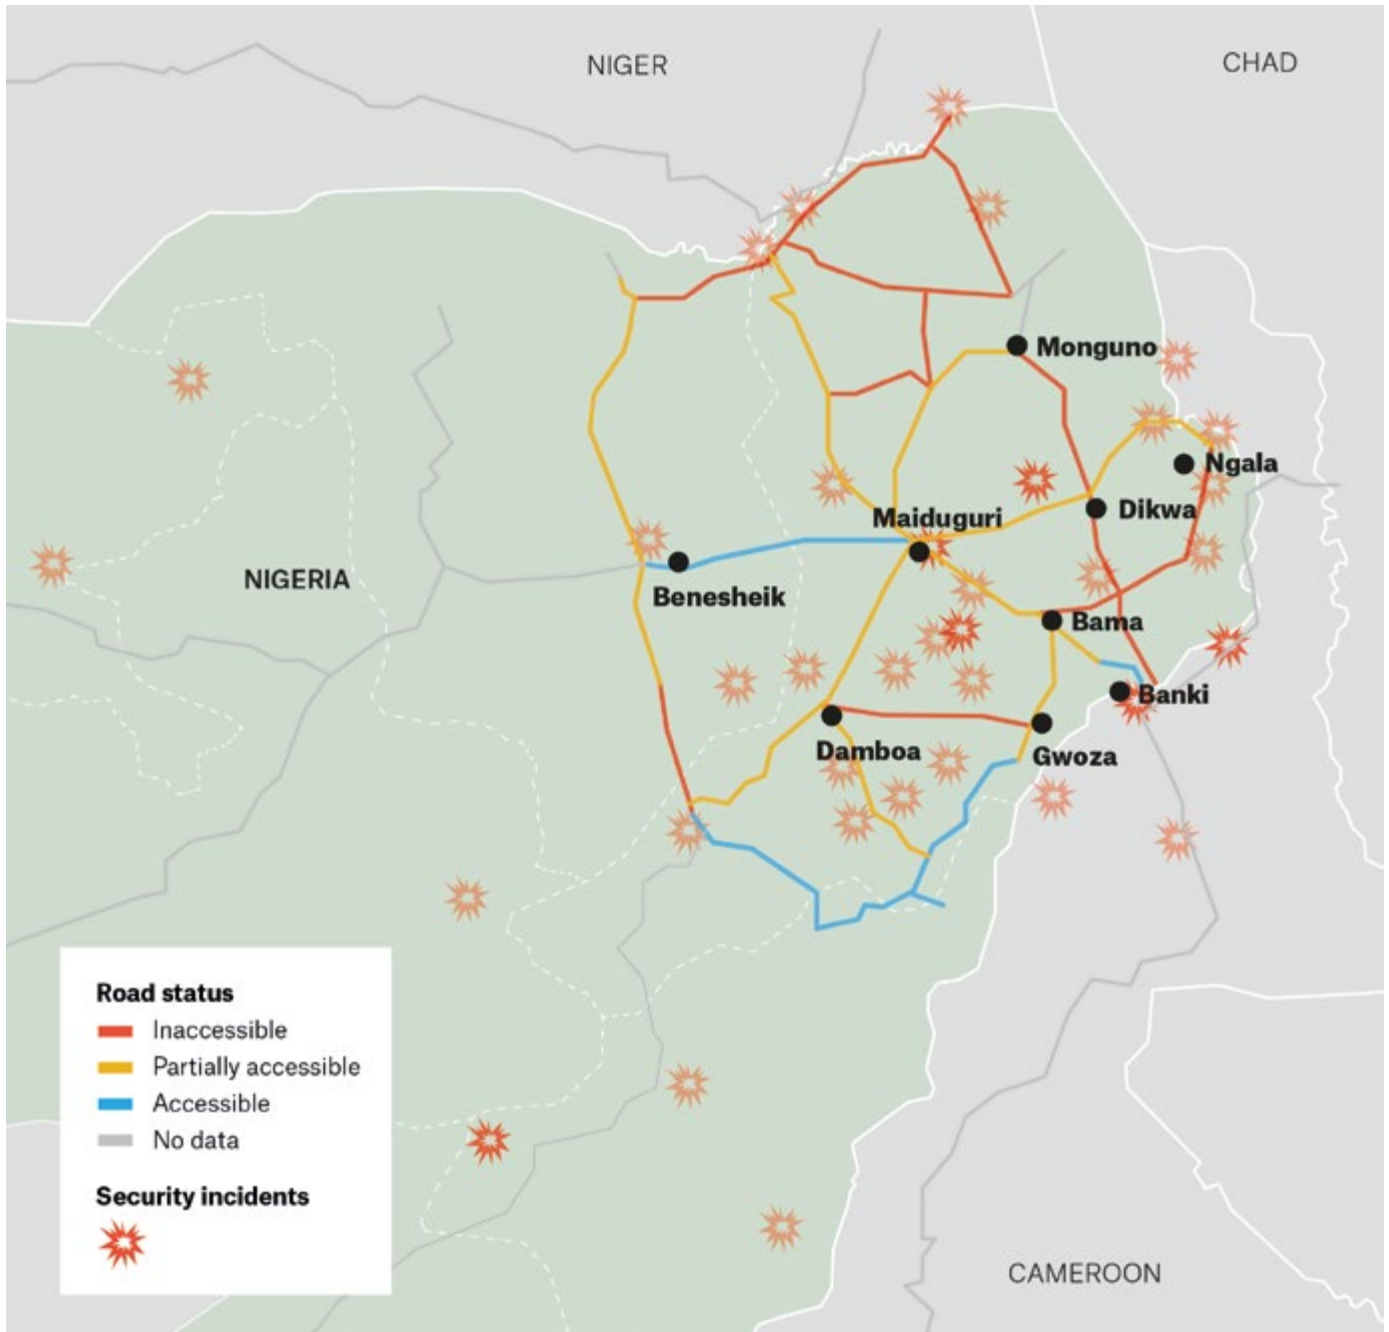 NIGER
CHAD
Monguno
Ngala
Dikwa
Maiduguri
NIGERIA
Benesheik
Bama
Banki
Damboa
Gwoza
Road status
Inaccessible
Partially accessible
Accessible
No data
Security incidents
CAMEROON